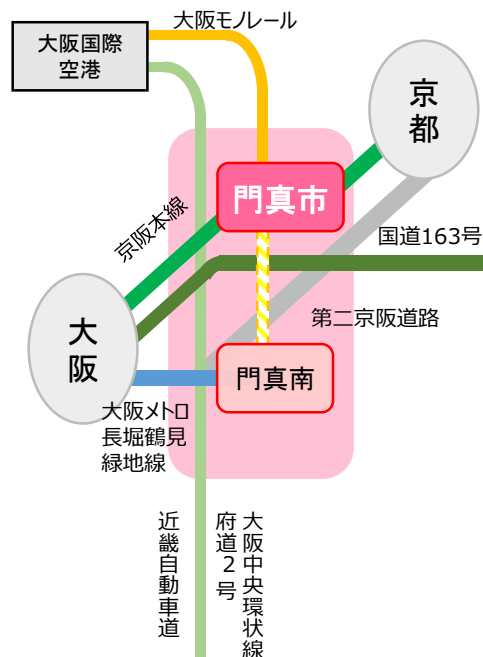 大阪モノレール
大阪国際
空港
京都
門真市
京阪本線
国道163号
第二京阪道路
大阪
門真南
大阪メトロ
長堀鶴見
緑地線
大阪中央環状線
府道2号
近畿自動車道